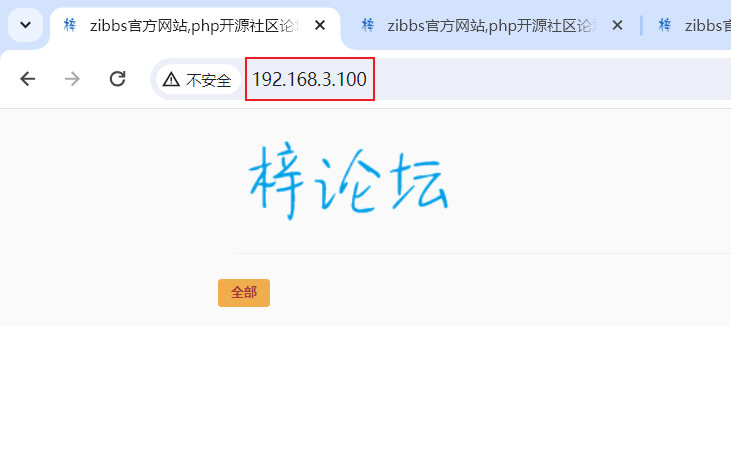 zibbs官方网站,php开源社区论坛
zibbs官方网站,php开源社区论坛
zibbs官
不安全
192.168.3.100
梓论坛
全部